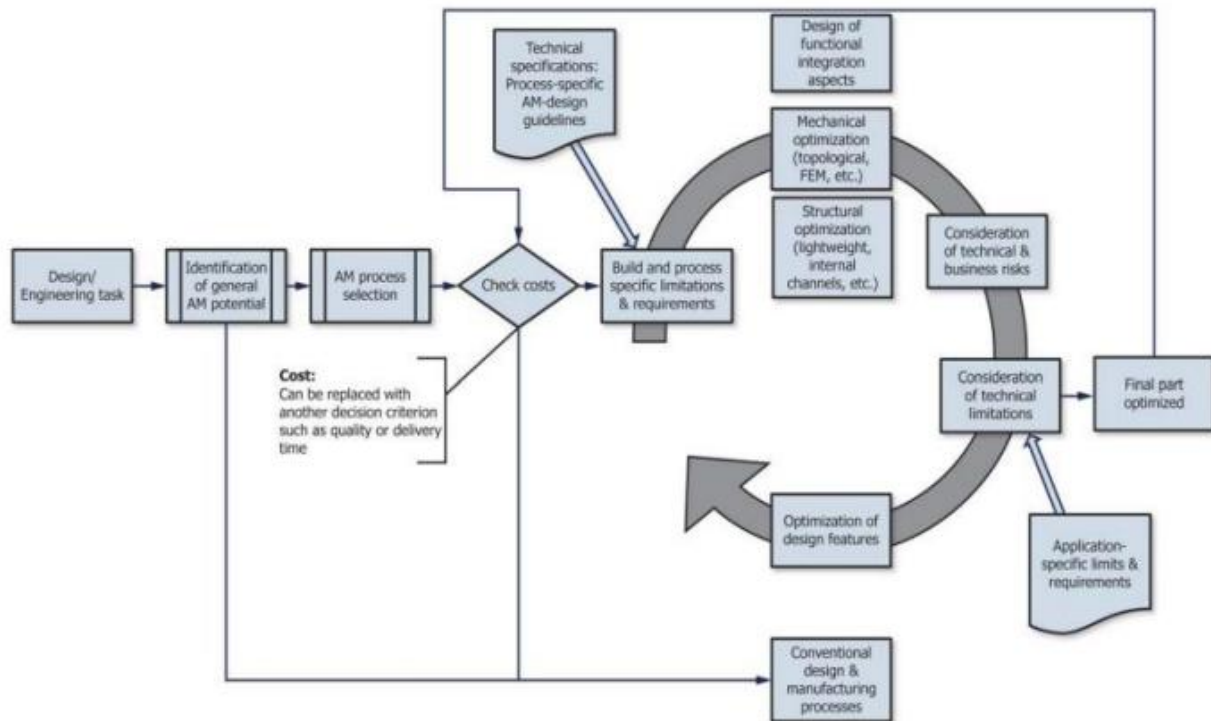 Design of
functional
integration
aspects
Technical
specifications:
Process-specific
AM-design
guidelines
Mechanical
optimization
(topological,
FEM, etc.)
Structural
optimization
(lightweight,
internal
channels, etc.)
Consideration
of technical &
business risks
Design/
Engineering task
Identification
of general
AM potential
AM process
selection
Check costs
Build and process
specific limitations
& requirements
Cost:
Can be replaced with
another decision criterion
such as quality or delivery
time
Consideration
of technical
limitations
Final part
optimized
Optimization of
design features
Application-
specific limits &
requirements
Conventional
design &
manufacturing
processes